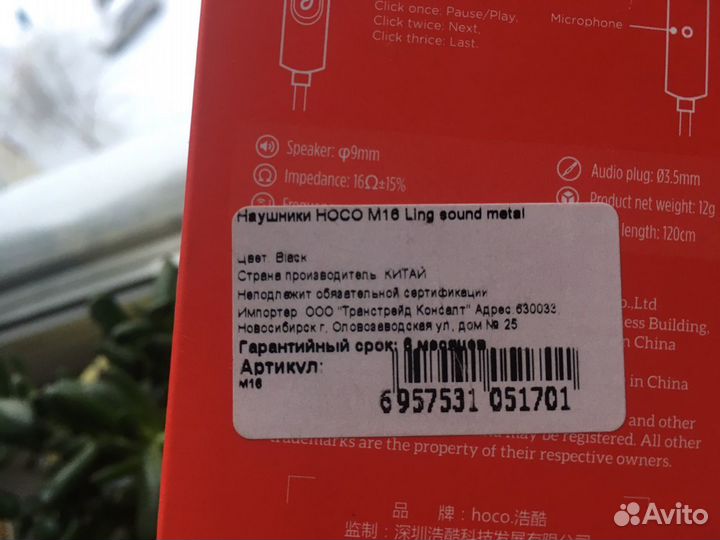 Click once: Pause/Play.
Click twice: Next.
Click thrice: Last.
Microphone
Speaker: φ9mm
Impedance: 16Ω±15%
Audio plug: Ø3.5mm
Product net weight: 12g
length: 120cm
Наушники HOCO M16 Ling sound metal
Цвет Black
Страна производитель КИТАЙ
Неподлежит обязательной сертификации
Импортер ООО "Транстрейд Консалт" Адрес:630033
Новосибирск г, Оловозаводская ул, дом № 25
Гарантийный срок: 6 месяцев
Артикул:
M16
6957531 051701
Co.,Ltd
Building,
in China
in China
and other
may be registered. All other
trademarks are the property of their respective owners.
品 牌：hoco.浩酷
监制：深圳浩酷科技发展有限公司
Avito